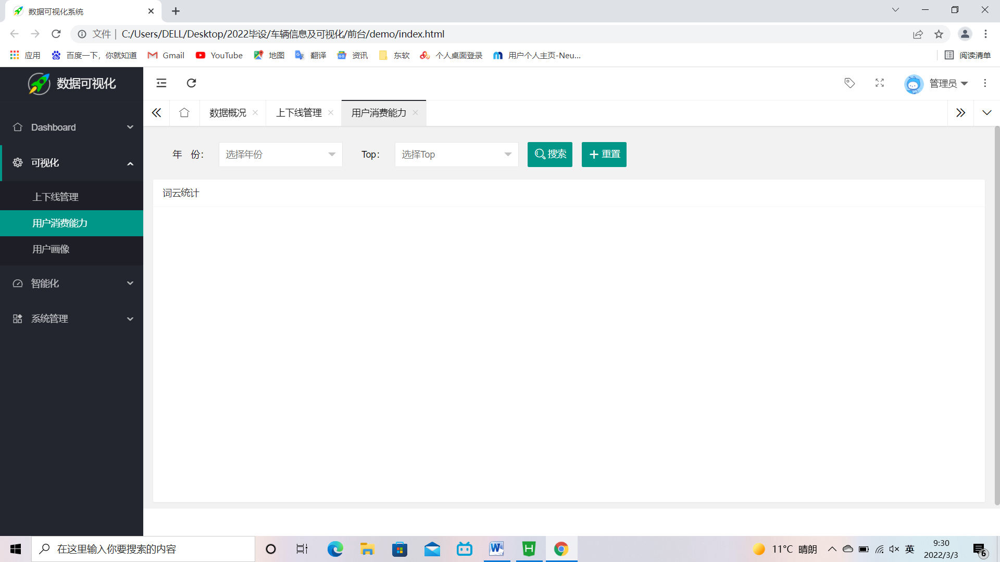 数据可视化系统
文件 | C:/Users/DELL/Desktop/2022毕设/车辆信息及可视化/前台/demo/index.html
应用 百度一下，你就知道 Gmail YouTube 地图 翻译 资讯 东软 个人桌面登录 用户个人主页-Neu... 阅读清单
数据可视化 管理员
数据概况 上下线管理 用户消费能力
Dashboard
可视化
上下线管理
用户消费能力
用户画像
智能化
系统管理
年 份： 选择年份 Top： 选择Top 搜索 重置
词云统计
在这里输入你要搜索的内容
11°C 晴朗 英
9:30
2022/3/3
6